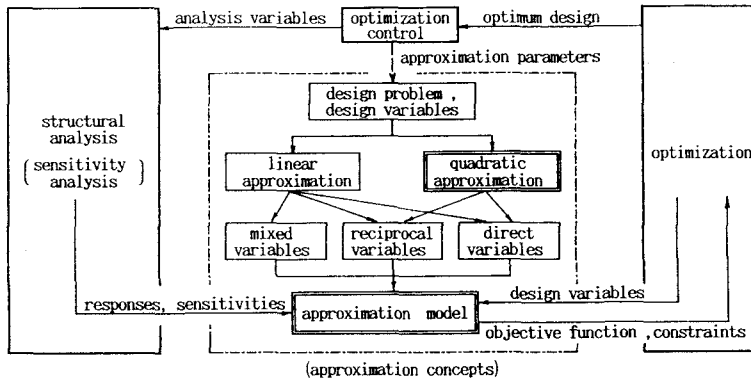 analysis variables
optimization
control
optimum design
approximation parameters
design problem ,
design variables
structural
analysis
sensitivity
analysis
linear
approximation
quadratic
approximation
optimization
mixed
variables
reciprocal
variables
direct
variables
responses, sensitivities
approximation model
design variables
objective function ,constraints
(approximation concepts)